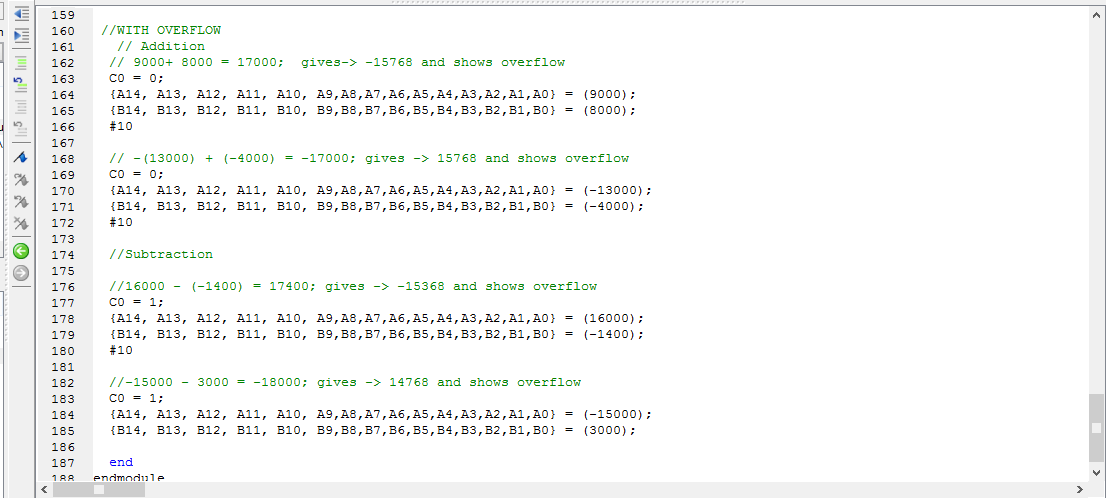 159
160 //WITH OVERFLOW
161 // Addition
162 // 9000+ 8000 = 17000; gives-> -15768 and shows overflow
163 C0 = 0;
164 {A14, A13, A12, A11, A10, A9,A8,A7,A6,A5,A4,A3,A2,A1,A0} = (9000);
165 {B14, B13, B12, B11, B10, B9,B8,B7,B6,B5,B4,B3,B2,B1,B0} = (8000);
166 #10
167
168 // -(13000) + (-4000) = -17000; gives -> 15768 and shows overflow
169 C0 = 0;
170 {A14, A13, A12, A11, A10, A9,A8,A7,A6,A5,A4,A3,A2,A1,A0} = (-13000);
171 {B14, B13, B12, B11, B10, B9,B8,B7,B6,B5,B4,B3,B2,B1,B0} = (-4000);
172 #10
173
174 //Subtraction
175
176 //16000 - (-1400) = 17400; gives -> -15368 and shows overflow
177 C0 = 1;
178 {A14, A13, A12, A11, A10, A9,A8,A7,A6,A5,A4,A3,A2,A1,A0} = (16000);
179 {B14, B13, B12, B11, B10, B9,B8,B7,B6,B5,B4,B3,B2,B1,B0} = (-1400);
180 #10
181
182 //-15000 - 3000 = -18000; gives -> 14768 and shows overflow
183 C0 = 1;
184 {A14, A13, A12, A11, A10, A9,A8,A7,A6,A5,A4,A3,A2,A1,A0} = (-15000);
185 {B14, B13, B12, B11, B10, B9,B8,B7,B6,B5,B4,B3,B2,B1,B0} = (3000);
186
187 end
188 endmodule